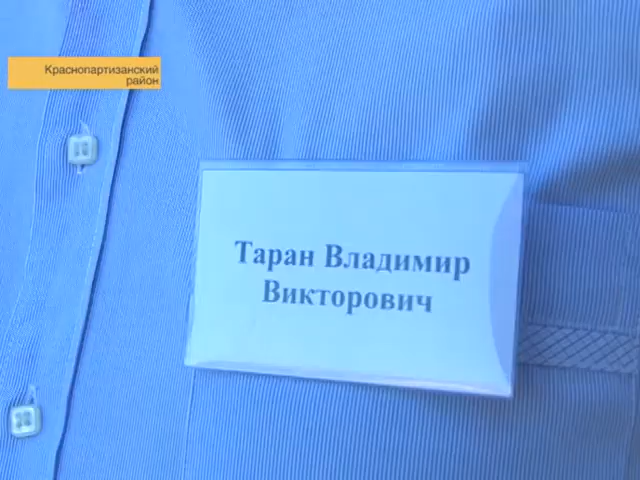 Краснопартизанский
район
Таран Владимир
Викторович